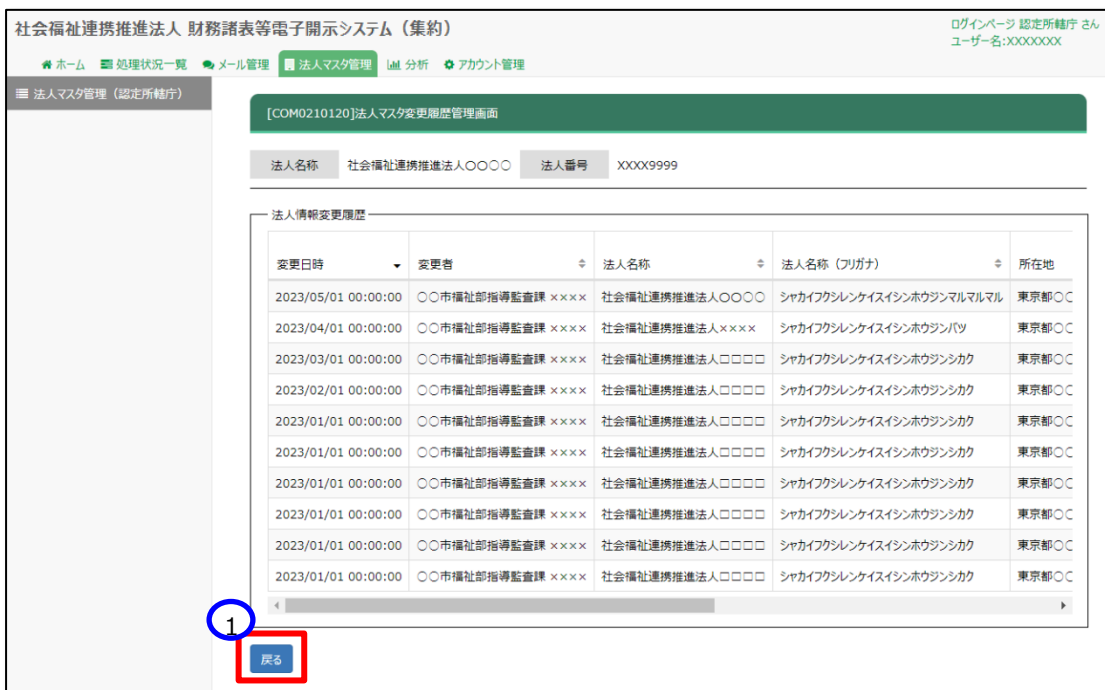 社会福祉連携推進法人 財務諸表等電子開示システム（集約）
ログインページ 認定所轄庁 さん
ユーザー名:XXXXXXX
ホーム 処理状況一覧 メール管理 法人マスタ管理 分析 アカウント管理
法人マスタ管理（認定所轄庁）
[COM0210120]法人マスタ変更履歴管理画面
法人名称 社会福祉連携推進法人○○○○ 法人番号 XXXX9999
法人情報変更履歴
変更日時 変更者 法人名称 法人名称（フリガナ） 所在地
2023/05/01 00:00:00 ○○市福祉部指導監査課 ×××× 社会福祉連携推進法人○○○○ シャカイフクシレンケイスイシンホウジンマルマルマル 東京都○○
2023/04/01 00:00:00 ○○市福祉部指導監査課 ×××× 社会福祉連携推進法人×××× シャカイフクシレンケイスイシンホウジンバツ 東京都○○
2023/03/01 00:00:00 ○○市福祉部指導監査課 ×××× 社会福祉連携推進法人□□□□ シャカイフクシレンケイスイシンホウジンシカク 東京都○○
2023/02/01 00:00:00 ○○市福祉部指導監査課 ×××× 社会福祉連携推進法人□□□□ シャカイフクシレンケイスイシンホウジンシカク 東京都○○
2023/01/01 00:00:00 ○○市福祉部指導監査課 ×××× 社会福祉連携推進法人□□□□ シャカイフクシレンケイスイシンホウジンシカク 東京都○○
2023/01/01 00:00:00 ○○市福祉部指導監査課 ×××× 社会福祉連携推進法人□□□□ シャカイフクシレンケイスイシンホウジンシカク 東京都○○
2023/01/01 00:00:00 ○○市福祉部指導監査課 ×××× 社会福祉連携推進法人□□□□ シャカイフクシレンケイスイシンホウジンシカク 東京都○○
2023/01/01 00:00:00 ○○市福祉部指導監査課 ×××× 社会福祉連携推進法人□□□□ シャカイフクシレンケイスイシンホウジンシカク 東京都○○
2023/01/01 00:00:00 ○○市福祉部指導監査課 ×××× 社会福祉連携推進法人□□□□ シャカイフクシレンケイスイシンホウジンシカク 東京都○○
2023/01/01 00:00:00 ○○市福祉部指導監査課 ×××× 社会福祉連携推進法人□□□□ シャカイフクシレンケイスイシンホウジンシカク 東京都○○
1
戻る